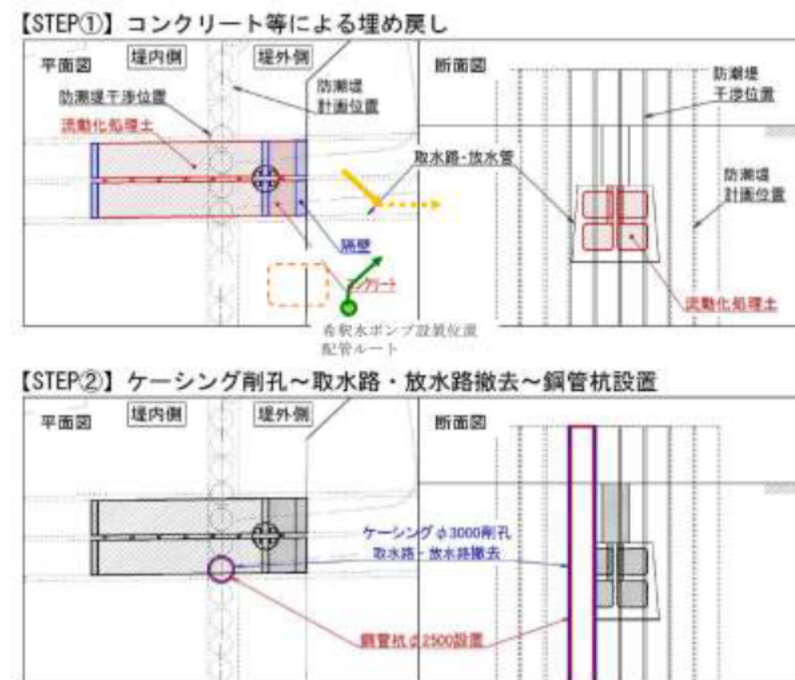 【STEP①】コンクリート等による埋め戻し
平面図
堤内側
堤外側
断面図
防潮堤
計画位置
防潮堤
干渉位置
防潮堤干渉位置
流動化処理土
取水路・放水管
防潮堤
計画位置
隔壁
コンクリート
流動化処理土
希釈水ポンプ設置位置
配管ルート
【STEP②】ケーシング削孔～取水路・放水路撤去～鋼管杭設置
平面図
堤内側
堤外側
断面図
ケーシングφ3000削孔
取水路・放水路撤去
鋼管杭φ2500設置